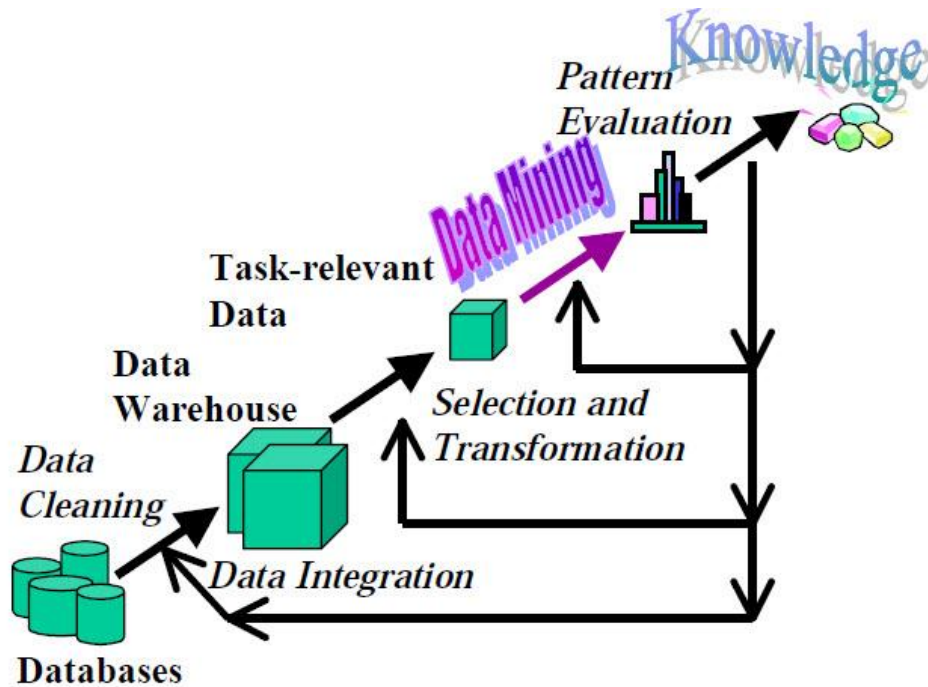 Knowledge
Pattern
Evaluation
Data Mining
Task-relevant
Data
Data
Warehouse
Selection and
Transformation
Data
Cleaning
Data Integration
Databases